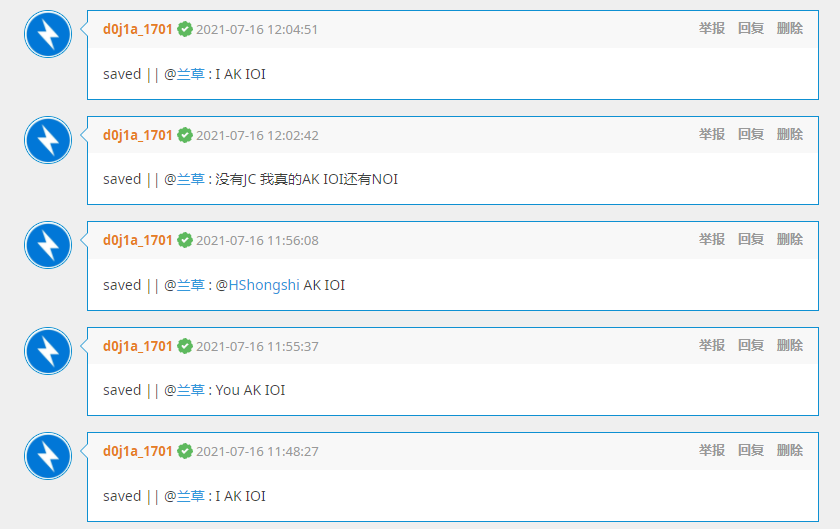 d0j1a_1701 2021-07-16 12:04:51 举报 回复 删除
saved || @兰草 : I AK IOI
d0j1a_1701 2021-07-16 12:02:42 举报 回复 删除
saved || @兰草 : 没有JC 我真的AK IOI还有NOI
d0j1a_1701 2021-07-16 11:56:08 举报 回复 删除
saved || @兰草 : @HShongshi AK IOI
d0j1a_1701 2021-07-16 11:55:37 举报 回复 删除
saved || @兰草 : You AK IOI
d0j1a_1701 2021-07-16 11:48:27 举报 回复 删除
saved || @兰草 : I AK IOI